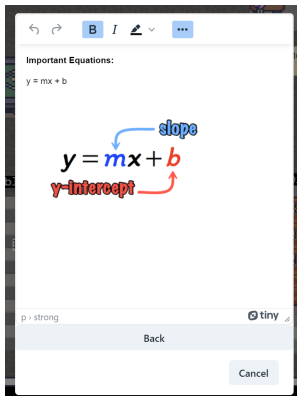 B I
Important Equations:
y = mx + b
slope
y = mx + b
y-intercept
p › strong
tiny
Back
Cancel